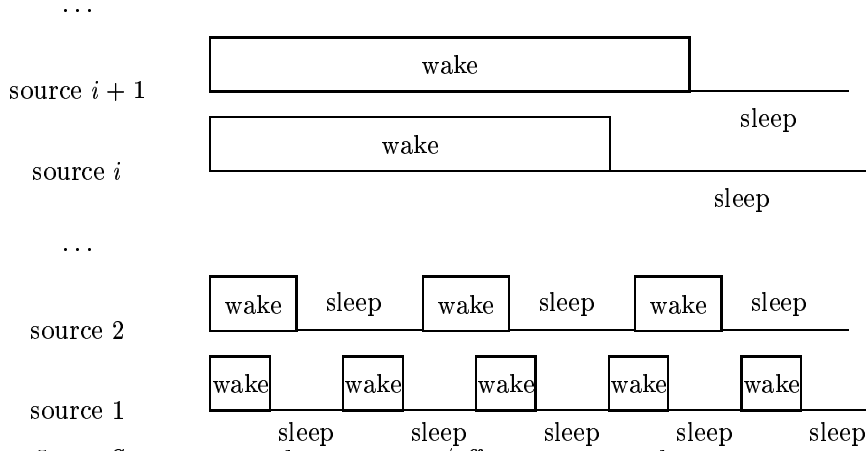 ...
wake
source i + 1
sleep
wake
source i
sleep
...
wake sleep wake sleep wake sleep
source 2
wake wake wake wake wake
source 1
sleep sleep sleep sleep sleep